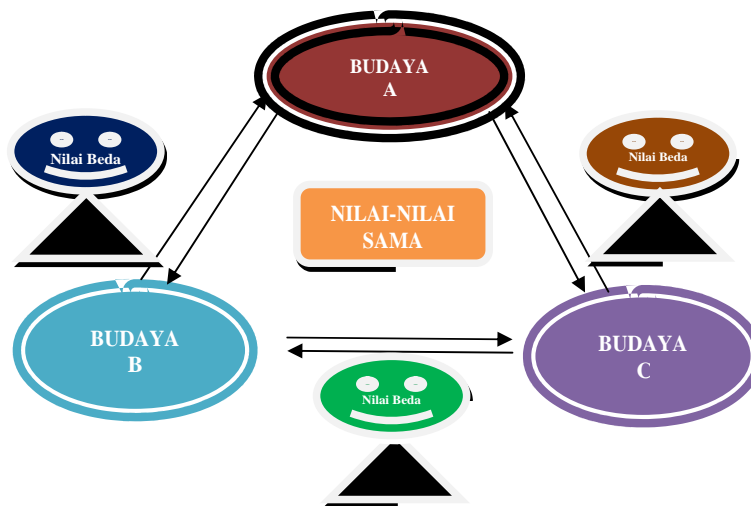 BUDAYA
A
Nilai Beda
Nilai Beda
NILAI-NILAI
SAMA
BUDAYA
B
BUDAYA
C
Nilai Beda